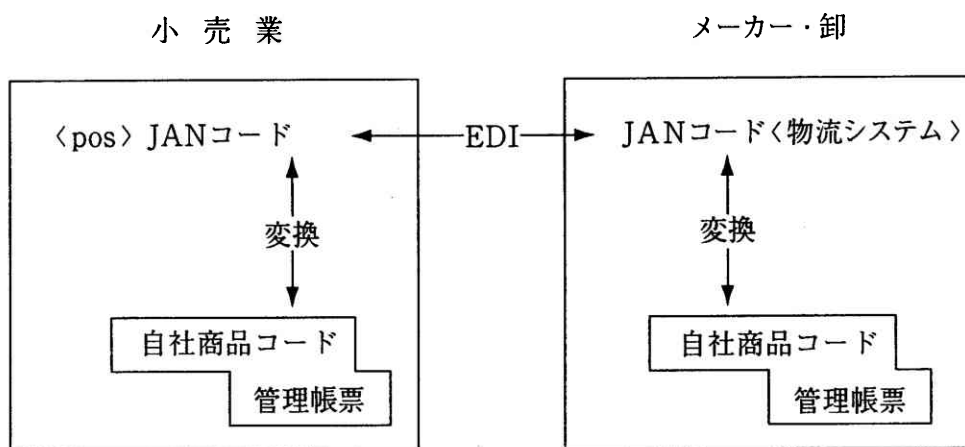 小売業
メーカー・卸
〈pos〉JANコード
EDI
JANコード〈物流システム〉
変換
変換
自社商品コード
管理帳票
自社商品コード
管理帳票